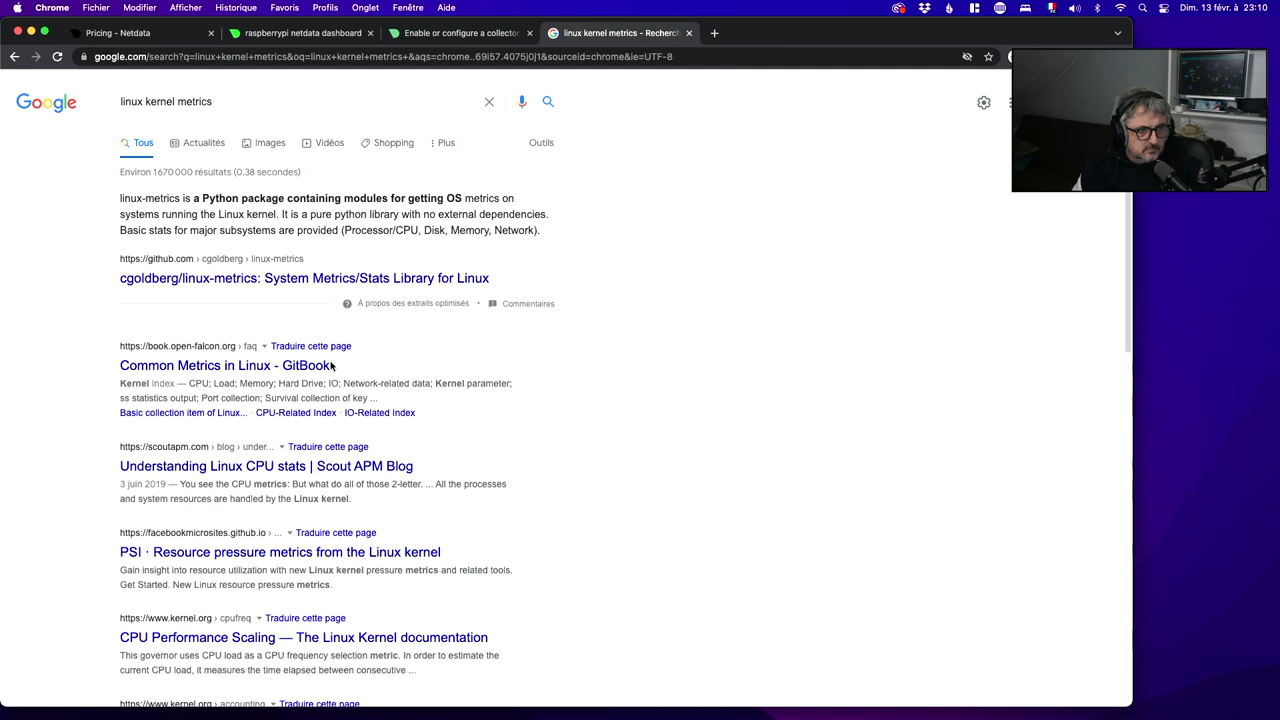 Chrome Fichier Modifier Afficher Historique Favoris Profils Onglet Fenêtre Aide
Dim. 13 fév. à 23:10
Pricing - Netdata
raspberrypi netdata dashboard
Enable or configure a collector
linux kernel metrics - Recherch
google.com/search?q=linux+kernel+metrics&oq=linux+kernel+metrics+&aqs=chrome..69i57.4075j0j1&sourceid=chrome&ie=UTF-8
Google
linux kernel metrics
Tous Actualités Images Vidéos Shopping Plus Outils
Environ 1 670 000 résultats (0,38 secondes)
linux-metrics is a Python package containing modules for getting OS metrics on
systems running the Linux kernel. It is a pure python library with no external dependencies.
Basic stats for major subsystems are provided (Processor/CPU, Disk, Memory, Network).
https://github.com › cgoldberg › linux-metrics
cgoldberg/linux-metrics: System Metrics/Stats Library for Linux
À propos des extraits optimisés • Commentaires
https://book.open-falcon.org › faq Traduire cette page
Common Metrics in Linux - GitBook
Kernel Index — CPU; Load; Memory; Hard Drive; IO; Network-related data; Kernel parameter;
ss statistics output; Port collection; Survival collection of key ...
Basic collection item of Linux... · CPU-Related Index · IO-Related Index
https://scoutapm.com › blog › under... Traduire cette page
Understanding Linux CPU stats | Scout APM Blog
3 juin 2019 — You see the CPU metrics: But what do all of those 2-letter. ... All the processes
and system resources are handled by the Linux kernel.
https://facebookmicrosites.github.io › ... Traduire cette page
PSI · Resource pressure metrics from the Linux kernel
Gain insight into resource utilization with new Linux kernel pressure metrics and related tools.
Get Started. New Linux resource pressure metrics.
https://www.kernel.org › cpufreq Traduire cette page
CPU Performance Scaling — The Linux Kernel documentation
This governor uses CPU load as a CPU frequency selection metric. In order to estimate the
current CPU load, it measures the time elapsed between consecutive ...
https://www.kernel.org › accounting Traduire cette page